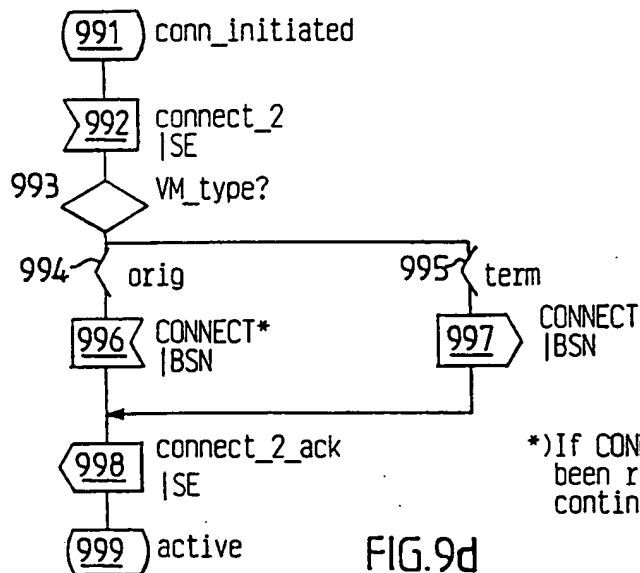 991 conn_initiated
992 connect_2
|SE
993 VM_type?
994 orig
995 term
996 CONNECT*
|BSN
997 CONNECT
|BSN
998 connect_2_ack
|SE
*)If CON
been r
contin
999 active
FIG.9d